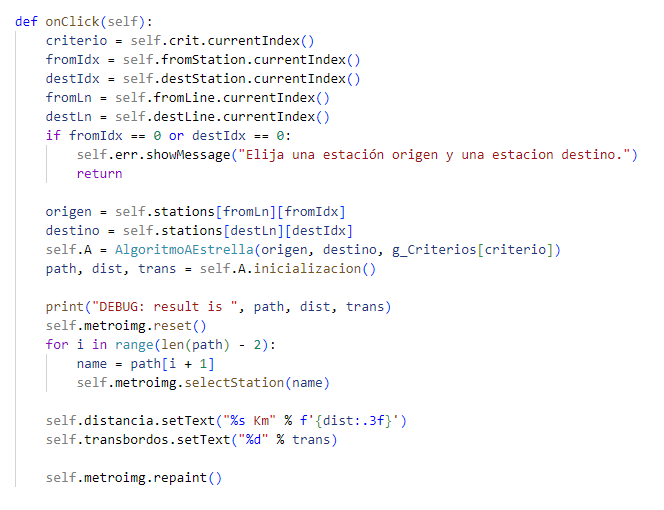 def onClick(self):
    criterio = self.crit.currentIndex()
    fromIdx = self.fromStation.currentIndex()
    destIdx = self.destStation.currentIndex()
    fromLn = self.fromLine.currentIndex()
    destLn = self.destLine.currentIndex()
    if fromIdx == 0 or destIdx == 0:
        self.err.showMessage("Elija una estación origen y una estacion destino.")
        return

    origen = self.stations[fromLn][fromIdx]
    destino = self.stations[destLn][destIdx]
    self.A = AlgoritmoAEstrella(origen, destino, g_Criterios[criterio])
    path, dist, trans = self.A.inicializacion()

    print("DEBUG: result is ", path, dist, trans)
    self.metroimg.reset()
    for i in range(len(path) - 2):
        name = path[i + 1]
        self.metroimg.selectStation(name)

    self.distancia.setText("%s Km" % f'{dist:.3f}')
    self.transbordos.setText("%d" % trans)

    self.metroimg.repaint()